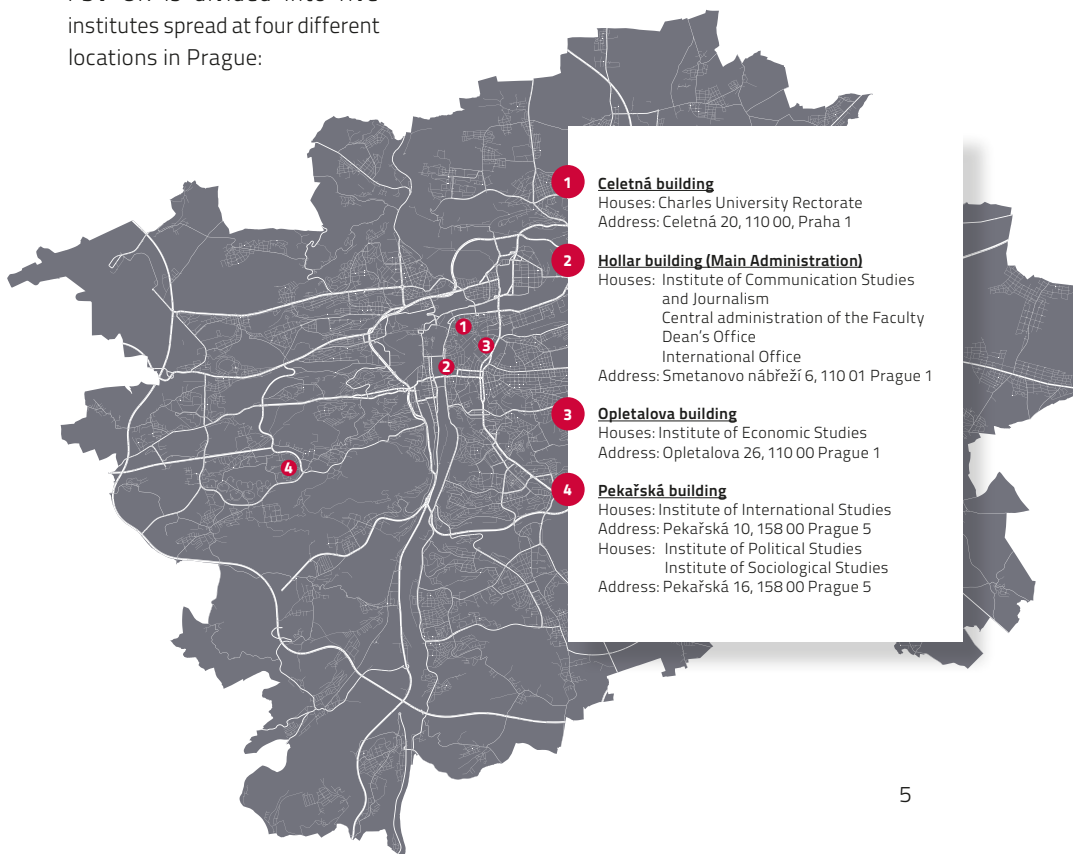 institutes spread at four different
locations in Prague:
1
Celetná building
Houses: Charles University Rectorate
Address: Celetná 20, 110 00, Praha 1
2
Hollar building (Main Administration)
Houses: Institute of Communication Studies
and Journalism
Central administration of the Faculty
Dean's Office
International Office
Address: Smetanovo nábřeží 6, 110 01 Prague 1
3
Opletalova building
Houses: Institute of Economic Studies
Address: Opletalova 26, 110 00 Prague 1
4
Pekařská building
Houses: Institute of International Studies
Address: Pekařská 10, 158 00 Prague 5
Houses: Institute of Political Studies
Institute of Sociological Studies
Address: Pekařská 16, 158 00 Prague 5
1
3
2
4
5